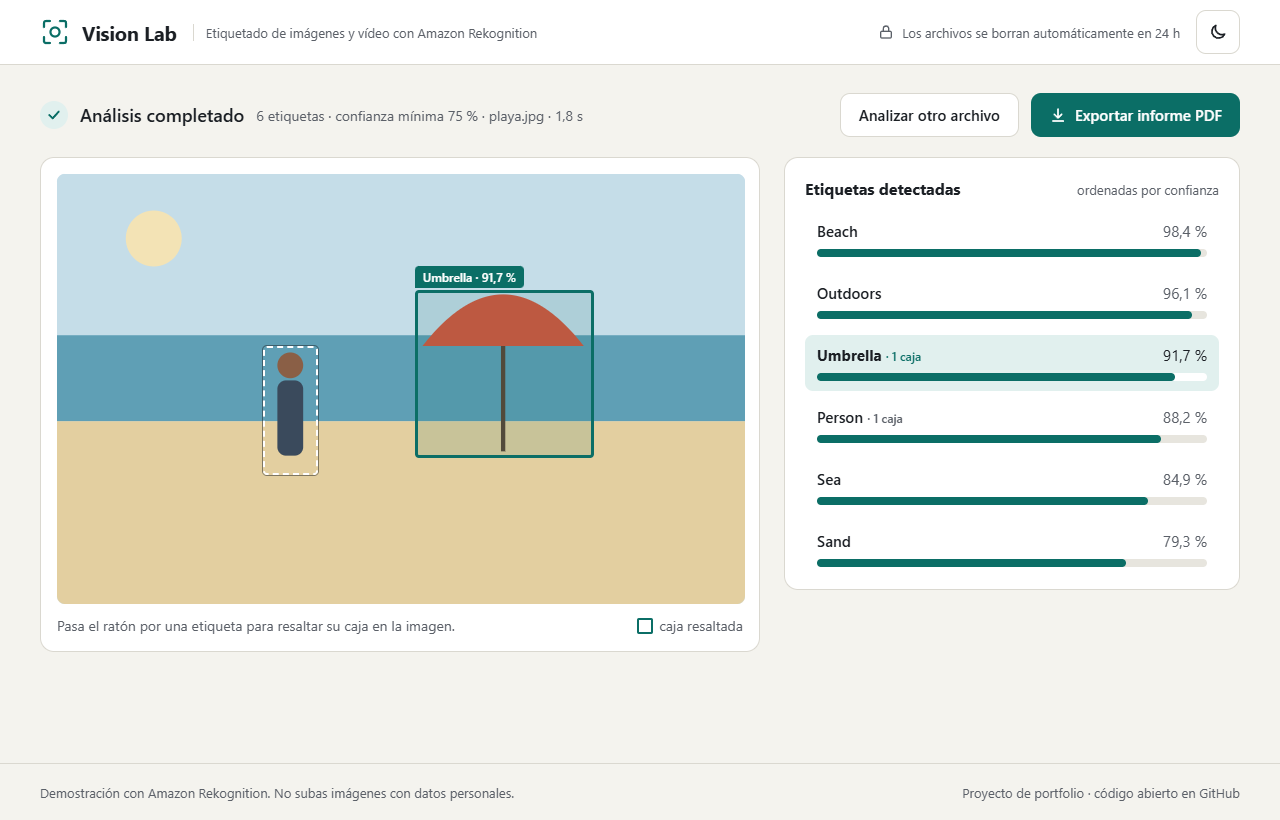 Vision Lab
Etiquetado de imágenes y vídeo con Amazon Rekognition
Los archivos se borran automáticamente en 24 h
Análisis completado
6 etiquetas · confianza mínima 75 % · playa.jpg · 1,8 s
Analizar otro archivo
Exportar informe PDF
Umbrella · 91,7 %
Pasa el ratón por una etiqueta para resaltar su caja en la imagen.
caja resaltada
Etiquetas detectadas
ordenadas por confianza
Beach 98,4 %
Outdoors 96,1 %
Umbrella · 1 caja 91,7 %
Person · 1 caja 88,2 %
Sea 84,9 %
Sand 79,3 %
Demostración con Amazon Rekognition. No subas imágenes con datos personales.
Proyecto de portfolio · código abierto en GitHub